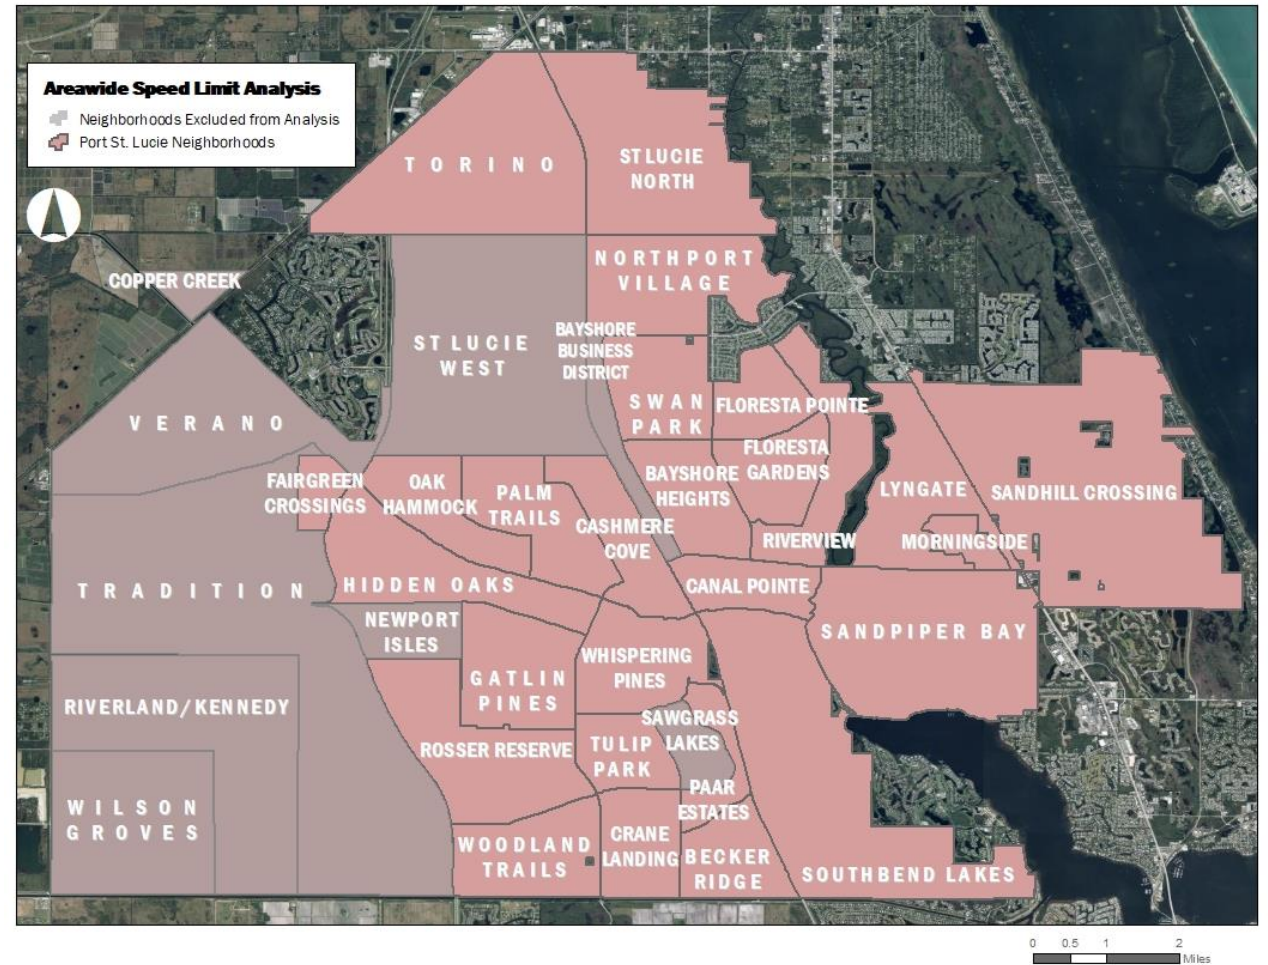 Areawide Speed Limit Analysis
Neighborhoods Excluded from Analysis
Port St. Lucie Neighborhoods
TORINO
ST LUCIE
NORTH
COPPER CREEK
NORTHPORT
VILLAGE
ST LUCIE
WEST
BAYSHORE
BUSINESS
DISTRICT
VERANO
SWAN
PARK
FLORESTA POINTE
FLORESTA
GARDENS
FAIRGREEN
CROSSINGS
OAK
HAMMOCK
PALM
TRAILS
BAYSHORE
HEIGHTS
LYNGATE
SANDHILL CROSSING
CASHMERE
COVE
RIVERVIEW
MORNINGSIDE
TRADITION
HIDDEN OAKS
CANAL POINTE
NEWPORT
ISLES
SANDPIPER BAY
WHISPERING
PINES
GATLIN
PINES
RIVERLAND/KENNEDY
SAWGRASS
LAKES
ROSSER RESERVE
TULIP
PARK
PAAR
ESTATES
WILSON
GROVES
WOODLAND
TRAILS
CRANE
LANDING
BECKER
RIDGE
SOUTHBEND LAKES
0 0.5 1 2
Miles